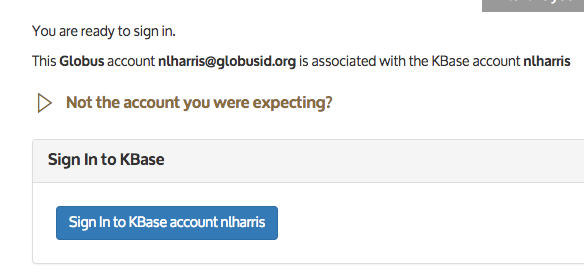 You are ready to sign in.
This Globus account nlharris@globusid.org is associated with the KBase account nlharris
Not the account you were expecting?
Sign In to KBase
Sign In to KBase account nlharris